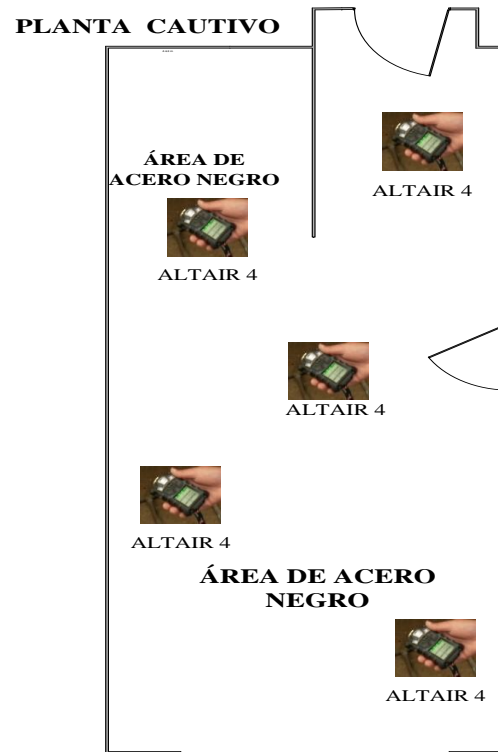 PLANTA CAUTIVO
ÁREA DE
ACERO NEGRO
ALTAIR 4
ALTAIR 4
ALTAIR 4
ALTAIR 4
ÁREA DE ACERO
NEGRO
ALTAIR 4